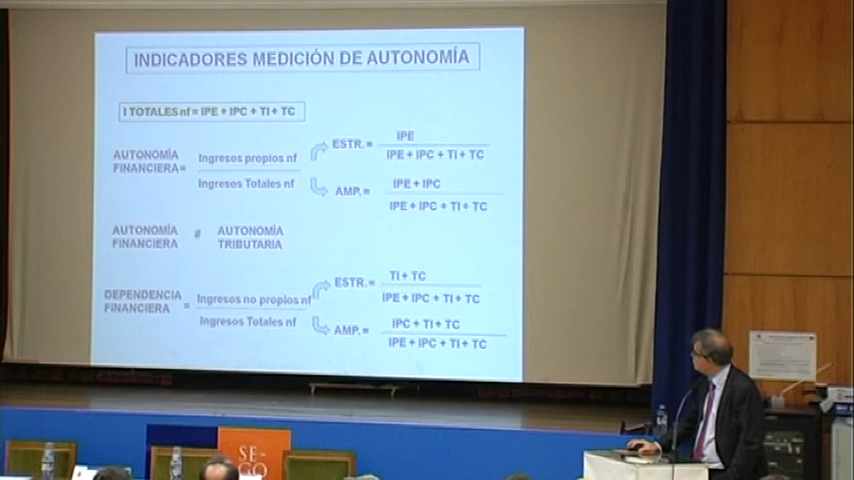 INDICADORES MEDICIÓN DE AUTONOMÍA
I TOTALES nf = IPE + IPC + TI + TC
AUTONOMÍA
FINANCIERA =
Ingresos propios nf
Ingresos Totales nf
ESTR. =
IPE
IPE + IPC + TI + TC
AMP. =
IPE + IPC
IPE + IPC + TI + TC
AUTONOMÍA
FINANCIERA
#
AUTONOMÍA
TRIBUTARIA
DEPENDENCIA
FINANCIERA =
Ingresos no propios nf
Ingresos Totales nf
ESTR. =
TI + TC
IPE + IPC + TI + TC
AMP. =
IPC + TI + TC
IPE + IPC + TI + TC
SE
GO